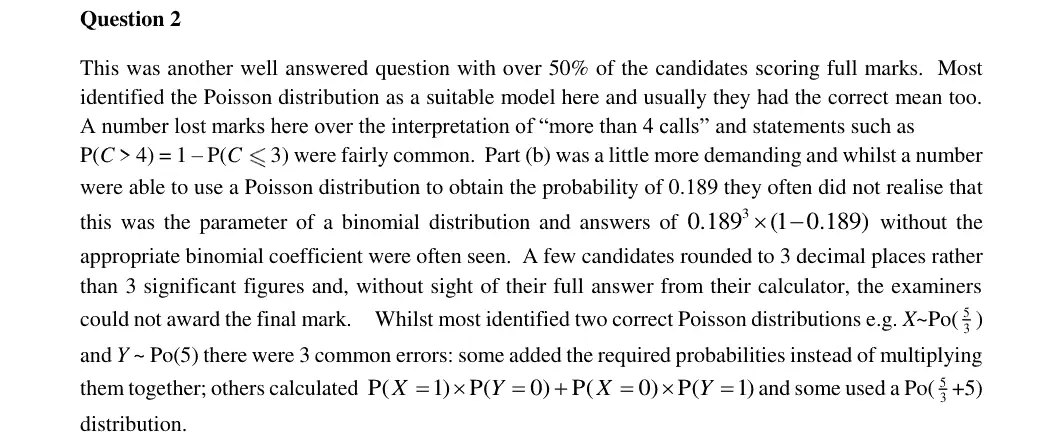 Question 2
This was another well answered question with over 50% of the candidates scoring full marks. Most
identified the Poisson distribution as a suitable model here and usually they had the correct mean too.
A number lost marks here over the interpretation of “more than 4 calls” and statements such as
P(C > 4) = 1 – P(C ⩽ 3) were fairly common. Part (b) was a little more demanding and whilst a number
were able to use a Poisson distribution to obtain the probability of 0.189 they often did not realise that
this was the parameter of a binomial distribution and answers of 0.189³ × (1−0.189) without the
appropriate binomial coefficient were often seen. A few candidates rounded to 3 decimal places rather
than 3 significant figures and, without sight of their full answer from their calculator, the examiners
could not award the final mark. Whilst most identified two correct Poisson distributions e.g. X~Po(5/3)
and Y ~ Po(5) there were 3 common errors: some added the required probabilities instead of multiplying
them together; others calculated P(X = 1)×P(Y = 0)+P(X = 0)×P(Y = 1) and some used a Po(5/3 +5)
distribution.